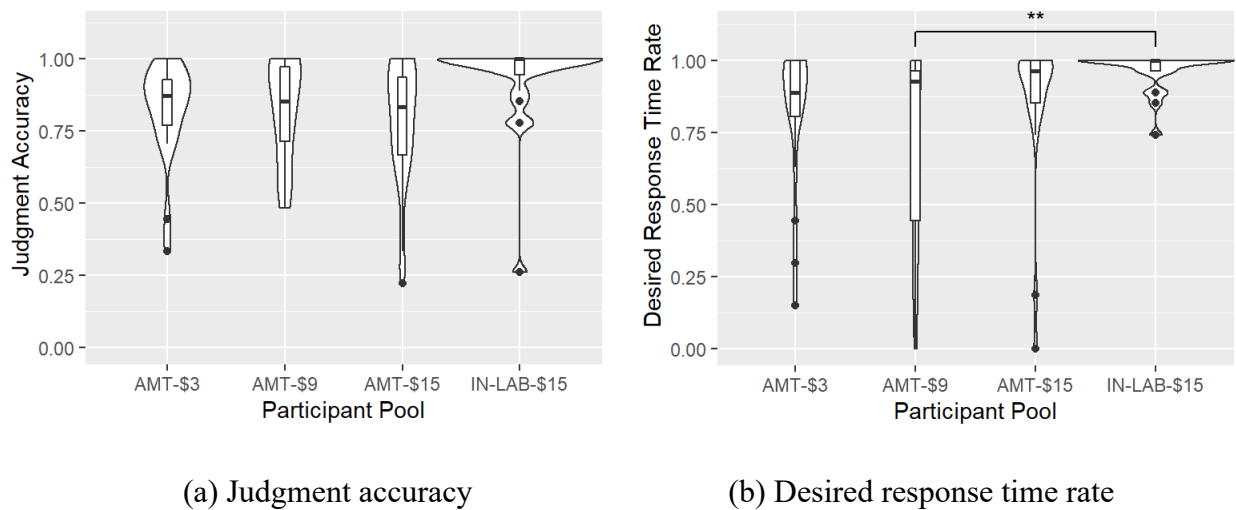 Judgment Accuracy
1.00
0.75
0.50
0.25
0.00
AMT-$3 AMT-$9 AMT-$15 IN-LAB-$15
Participant Pool
(a) Judgment accuracy
**
Desired Response Time Rate
1.00
0.75
0.50
0.25
0.00
AMT-$3 AMT-$9 AMT-$15 IN-LAB-$15
Participant Pool
(b) Desired response time rate